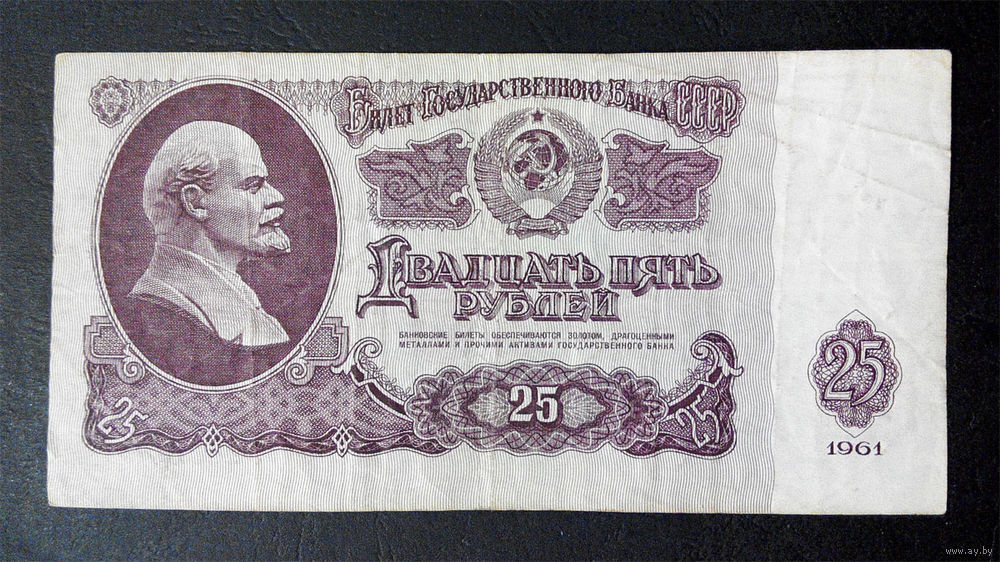 Билет Государственного Банка СССР
Двадцать пять
рублей
БАНКОВСКИЕ БИЛЕТЫ ОБЕСПЕЧИВАЮТСЯ ЗОЛОТОМ, ДРАГОЦЕННЫМИ
МЕТАЛЛАМИ И ПРОЧИМИ АКТИВАМИ ГОСУДАРСТВЕННОГО БАНКА
25
25
25
25
1961
www.ay.by